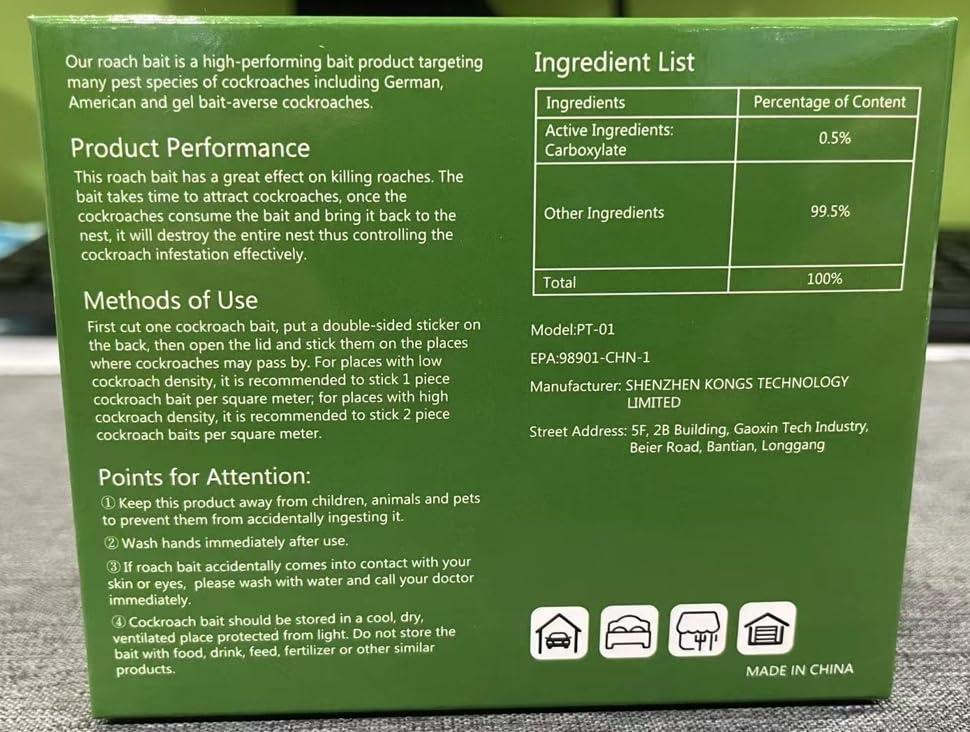 Our roach bait is a high-performing bait product targeting
many pest species of cockroaches including German,
American and gel bait-averse cockroaches.
Product Performance
This roach bait has a great effect on killing roaches. The
bait takes time to attract cockroaches, once the
cockroaches consume the bait and bring it back to the
nest, it will destroy the entire nest thus controlling the
cockroach infestation effectively.
Methods of Use
First cut one cockroach bait, put a double-sided sticker on
the back, then open the lid and stick them on the places
where cockroaches may pass by. For places with low
cockroach density, it is recommended to stick 1 piece
cockroach bait per square meter; for places with high
cockroach density, it is recommended to stick 2 piece
cockroach baits per square meter.
Points for Attention:
① Keep this product away from children, animals and pets
to prevent them from accidentally ingesting it.
② Wash hands immediately after use.
③ If roach bait accidentally comes into contact with your
skin or eyes, please wash with water and call your doctor
immediately.
④ Cockroach bait should be stored in a cool, dry,
ventilated place protected from light. Do not store the
bait with food, drink, feed, fertilizer or other similar
products.
Ingredient List
Ingredients Percentage of Content
Active Ingredients:
Carboxylate 0.5%
Other Ingredients 99.5%
Total 100%
Model:PT-01
EPA:98901-CHN-1
Manufacturer: SHENZHEN KONGS TECHNOLOGY
LIMITED
Street Address: 5F, 2B Building, Gaoxin Tech Industry,
Beier Road, Bantian, Longgang
MADE IN CHINA